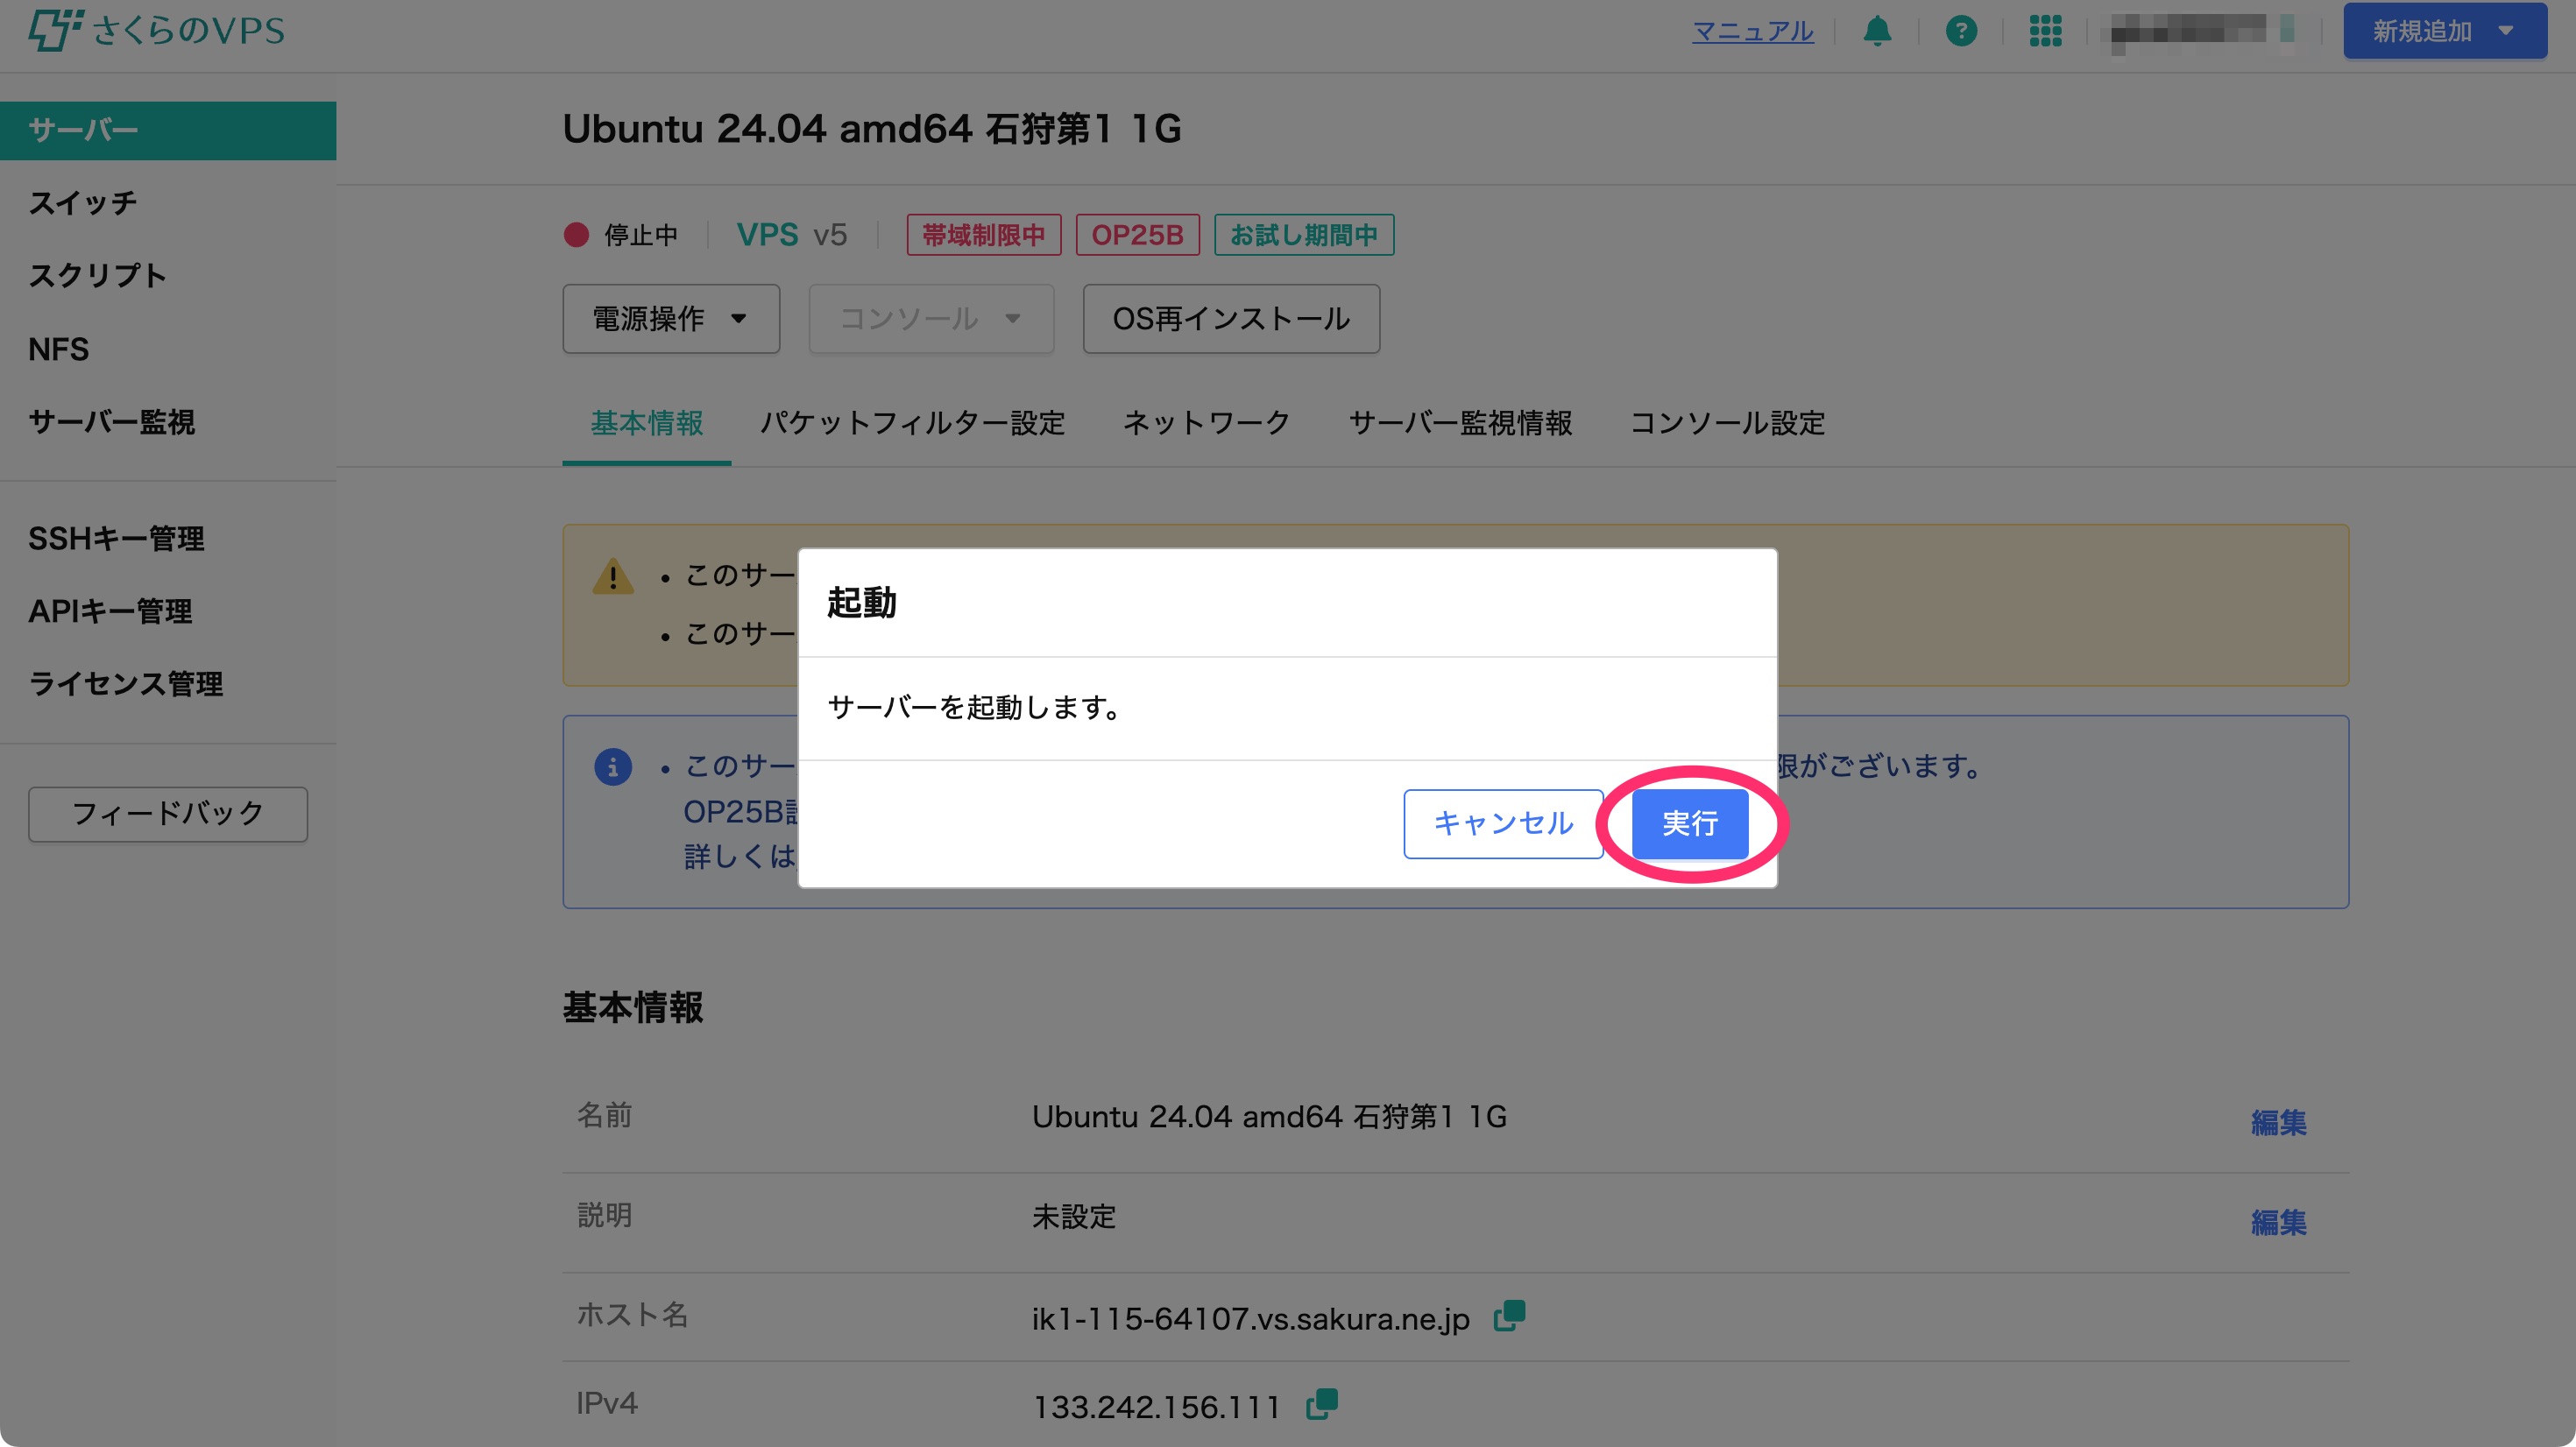 さくらのVPS
マニュアル
新規追加
サーバー
スイッチ
スクリプト
NFS
サーバー監視
SSHキー管理
APIキー管理
ライセンス管理
フィードバック
Ubuntu 24.04 amd64 石狩第1 1G
停止中 VPS v5 帯域制限中 OP25B お試し期間中
電源操作 コンソール OS再インストール
基本情報 パケットフィルター設定 ネットワーク サーバー監視情報 コンソール設定
このサー
このサー
起動
サーバーを起動します。
キャンセル 実行
このサー 限がございます。
OP25B
詳しくは
基本情報
名前 Ubuntu 24.04 amd64 石狩第1 1G 編集
説明 未設定 編集
ホスト名 ik1-115-64107.vs.sakura.ne.jp
IPv4 133.242.156.111